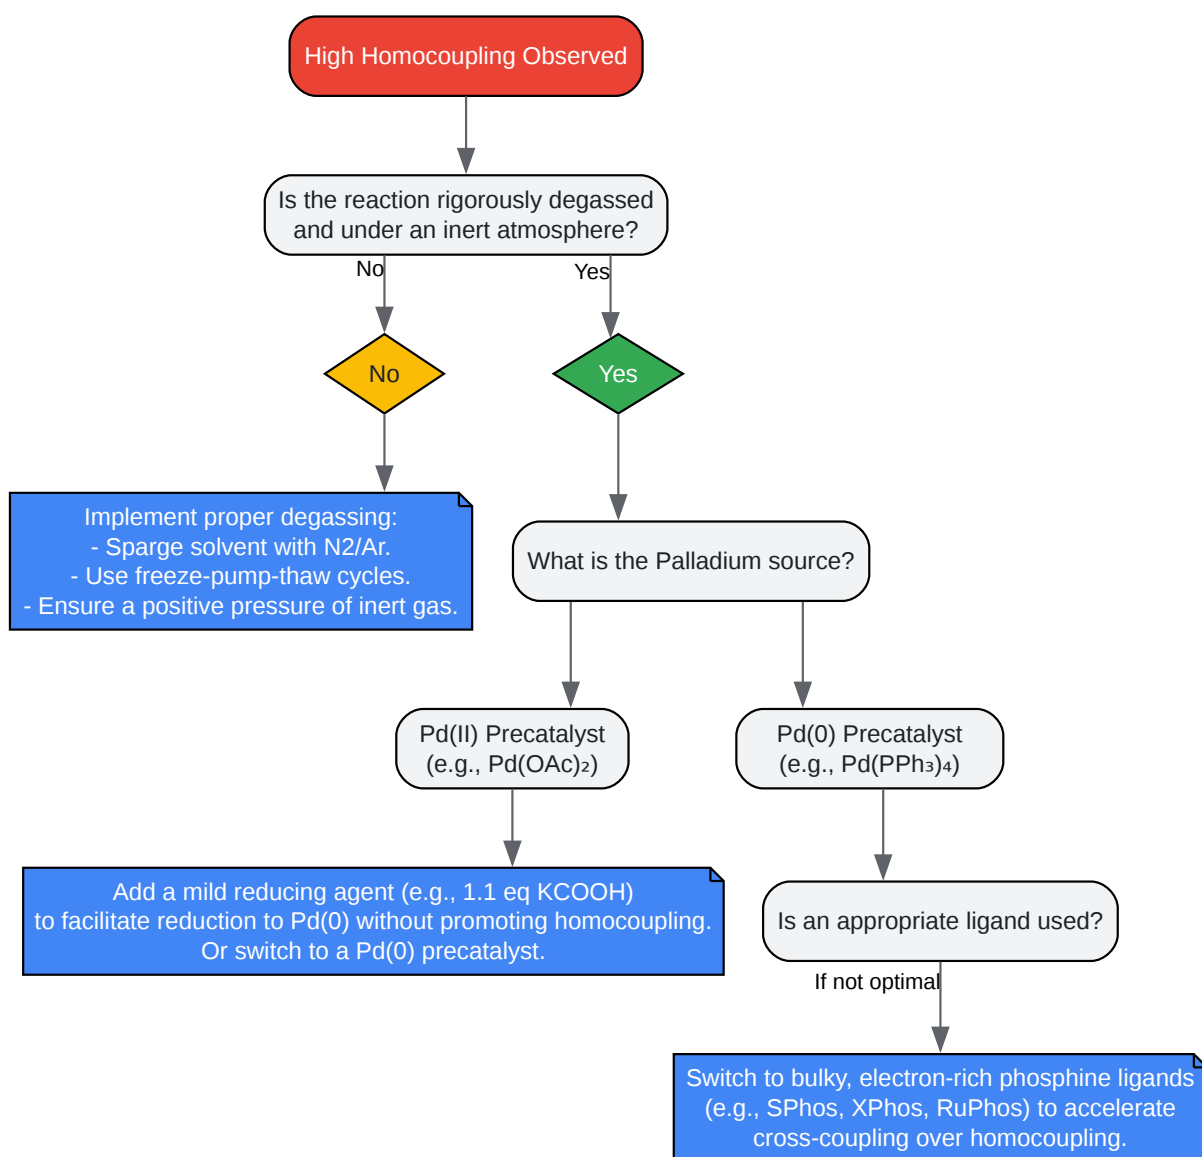 High Homocoupling Observed
Is the reaction rigorously degassed
and under an inert atmosphere?
No
Yes
No
Yes
Implement proper degassing:
- Sparge solvent with N2/Ar.
- Use freeze-pump-thaw cycles.
- Ensure a positive pressure of inert gas.
What is the Palladium source?
Pd(II) Precatalyst
(e.g., Pd(OAc)₂)
Pd(0) Precatalyst
(e.g., Pd(PPh₃)₄)
Add a mild reducing agent (e.g., 1.1 eq KCOOH)
to facilitate reduction to Pd(0) without promoting homocoupling.
Or switch to a Pd(0) precatalyst.
Is an appropriate ligand used?
If not optimal
Switch to bulky, electron-rich phosphine ligands
(e.g., SPhos, XPhos, RuPhos) to accelerate
cross-coupling over homocoupling.